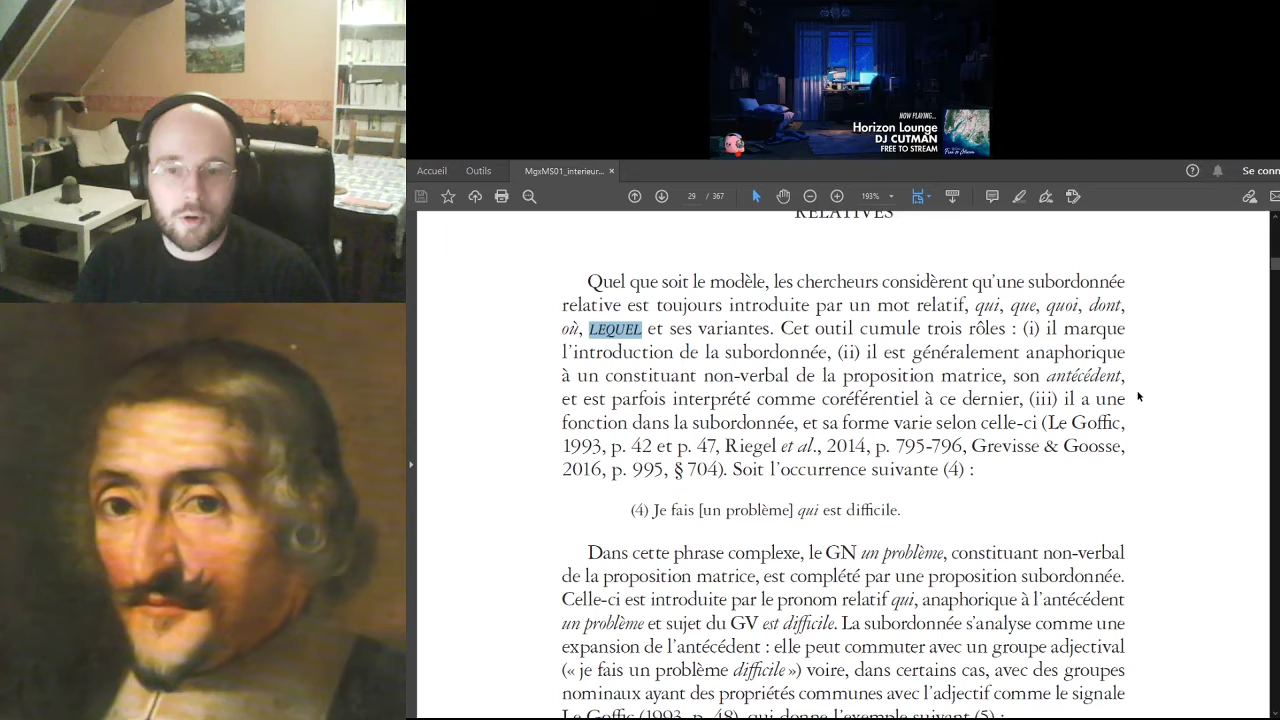 NOW PLAYING...
Horizon Lounge
DJ CUTMAN
FREE TO STREAM
Accueil
Outils
MgxMS01_interieur...
Se conn
29 / 367
193%
RELATIVES
Quel que soit le modèle, les chercheurs considèrent qu'une subordonnée
relative est toujours introduite par un mot relatif, qui, que, quoi, dont,
où, LEQUEL et ses variantes. Cet outil cumule trois rôles : (i) il marque
l'introduction de la subordonnée, (ii) il est généralement anaphorique
à un constituant non-verbal de la proposition matrice, son antécédent,
et est parfois interprété comme coréférentiel à ce dernier, (iii) il a une
fonction dans la subordonnée, et sa forme varie selon celle-ci (Le Goffic,
1993, p. 42 et p. 47, Riegel et al., 2014, p. 795-796, Grevisse & Goosse,
2016, p. 995, § 704). Soit l'occurrence suivante (4) :
(4) Je fais [un problème] qui est difficile.
Dans cette phrase complexe, le GN un problème, constituant non-verbal
de la proposition matrice, est complété par une proposition subordonnée.
Celle-ci est introduite par le pronom relatif qui, anaphorique à l'antécédent
un problème et sujet du GV est difficile. La subordonnée s'analyse comme une
expansion de l'antécédent : elle peut commuter avec un groupe adjectival
(« je fais un problème difficile ») voire, dans certains cas, avec des groupes
nominaux ayant des propriétés communes avec l'adjectif comme le signale
Le Goffic (1993, p. 48), qui donne l'exemple suivant (5) :